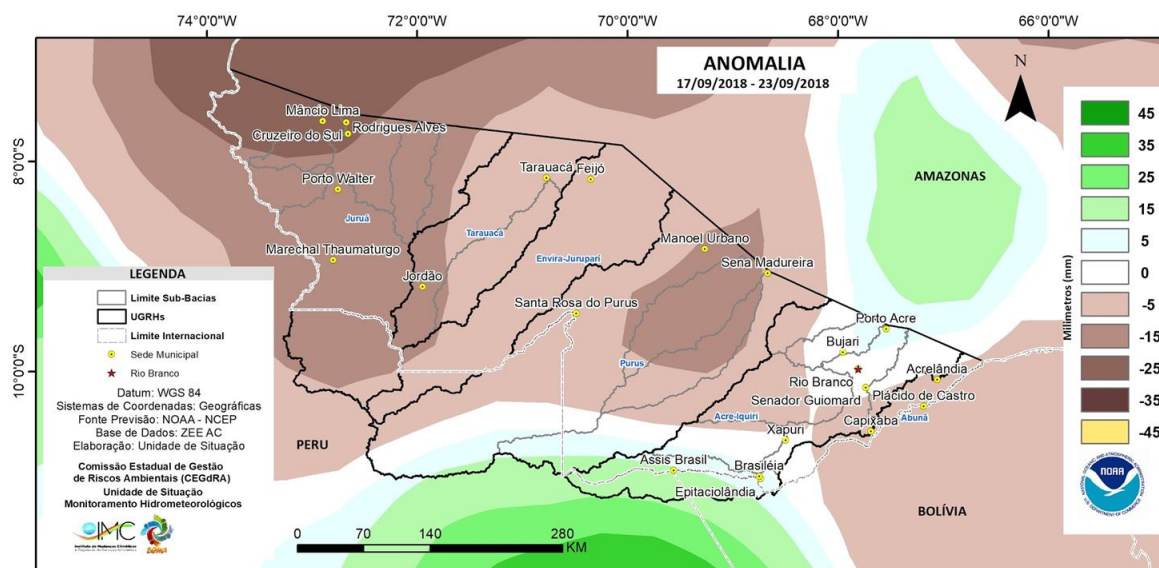 74°0'0"W 72°0'0"W 70°0'0"W 68°0'0"W 66°0'0"W
ANOMALIA
17/09/2018 - 23/09/2018
N
8°0'0"S
10°0'0"S
Mâncio Lima
Cruzeiro do Sul
Rodrigues Alves
Porto Walter
Juruá
Marechal Thaumaturgo
Jordão
Tarauacá
Feijó
Tarauacá
Envira-Jurupari
Manoel Urbano
Sena Madureira
Santa Rosa do Purus
Purus
Porto Acre
Bujari
Rio Branco
Senador Guiomard
Acrelândia
Plácido de Castro
Abunã
Capixaba
Acre-Iquiri
Xapuri
Assis Brasil
Brasiléia
Epitaciolândia
AMAZONAS
PERU
BOLÍVIA
LEGENDA
Limite Sub-Bacias
UGRHs
Limite Internacional
Sede Municipal
Rio Branco
Datum: WGS 84
Sistemas de Coordenadas: Geográficas
Fonte Previsão: NOAA - NCEP
Base de Dados: ZEE AC
Elaboração: Unidade de Situação
Comissão Estadual de Gestão
de Riscos Ambientais (CEGdRA)
Unidade de Situação
Monitoramento Hidrometeorológicos
IMC
0 70 140 280
KM
Milímetros (mm)
45
35
25
15
5
0
-5
-15
-25
-35
-45
NOAA